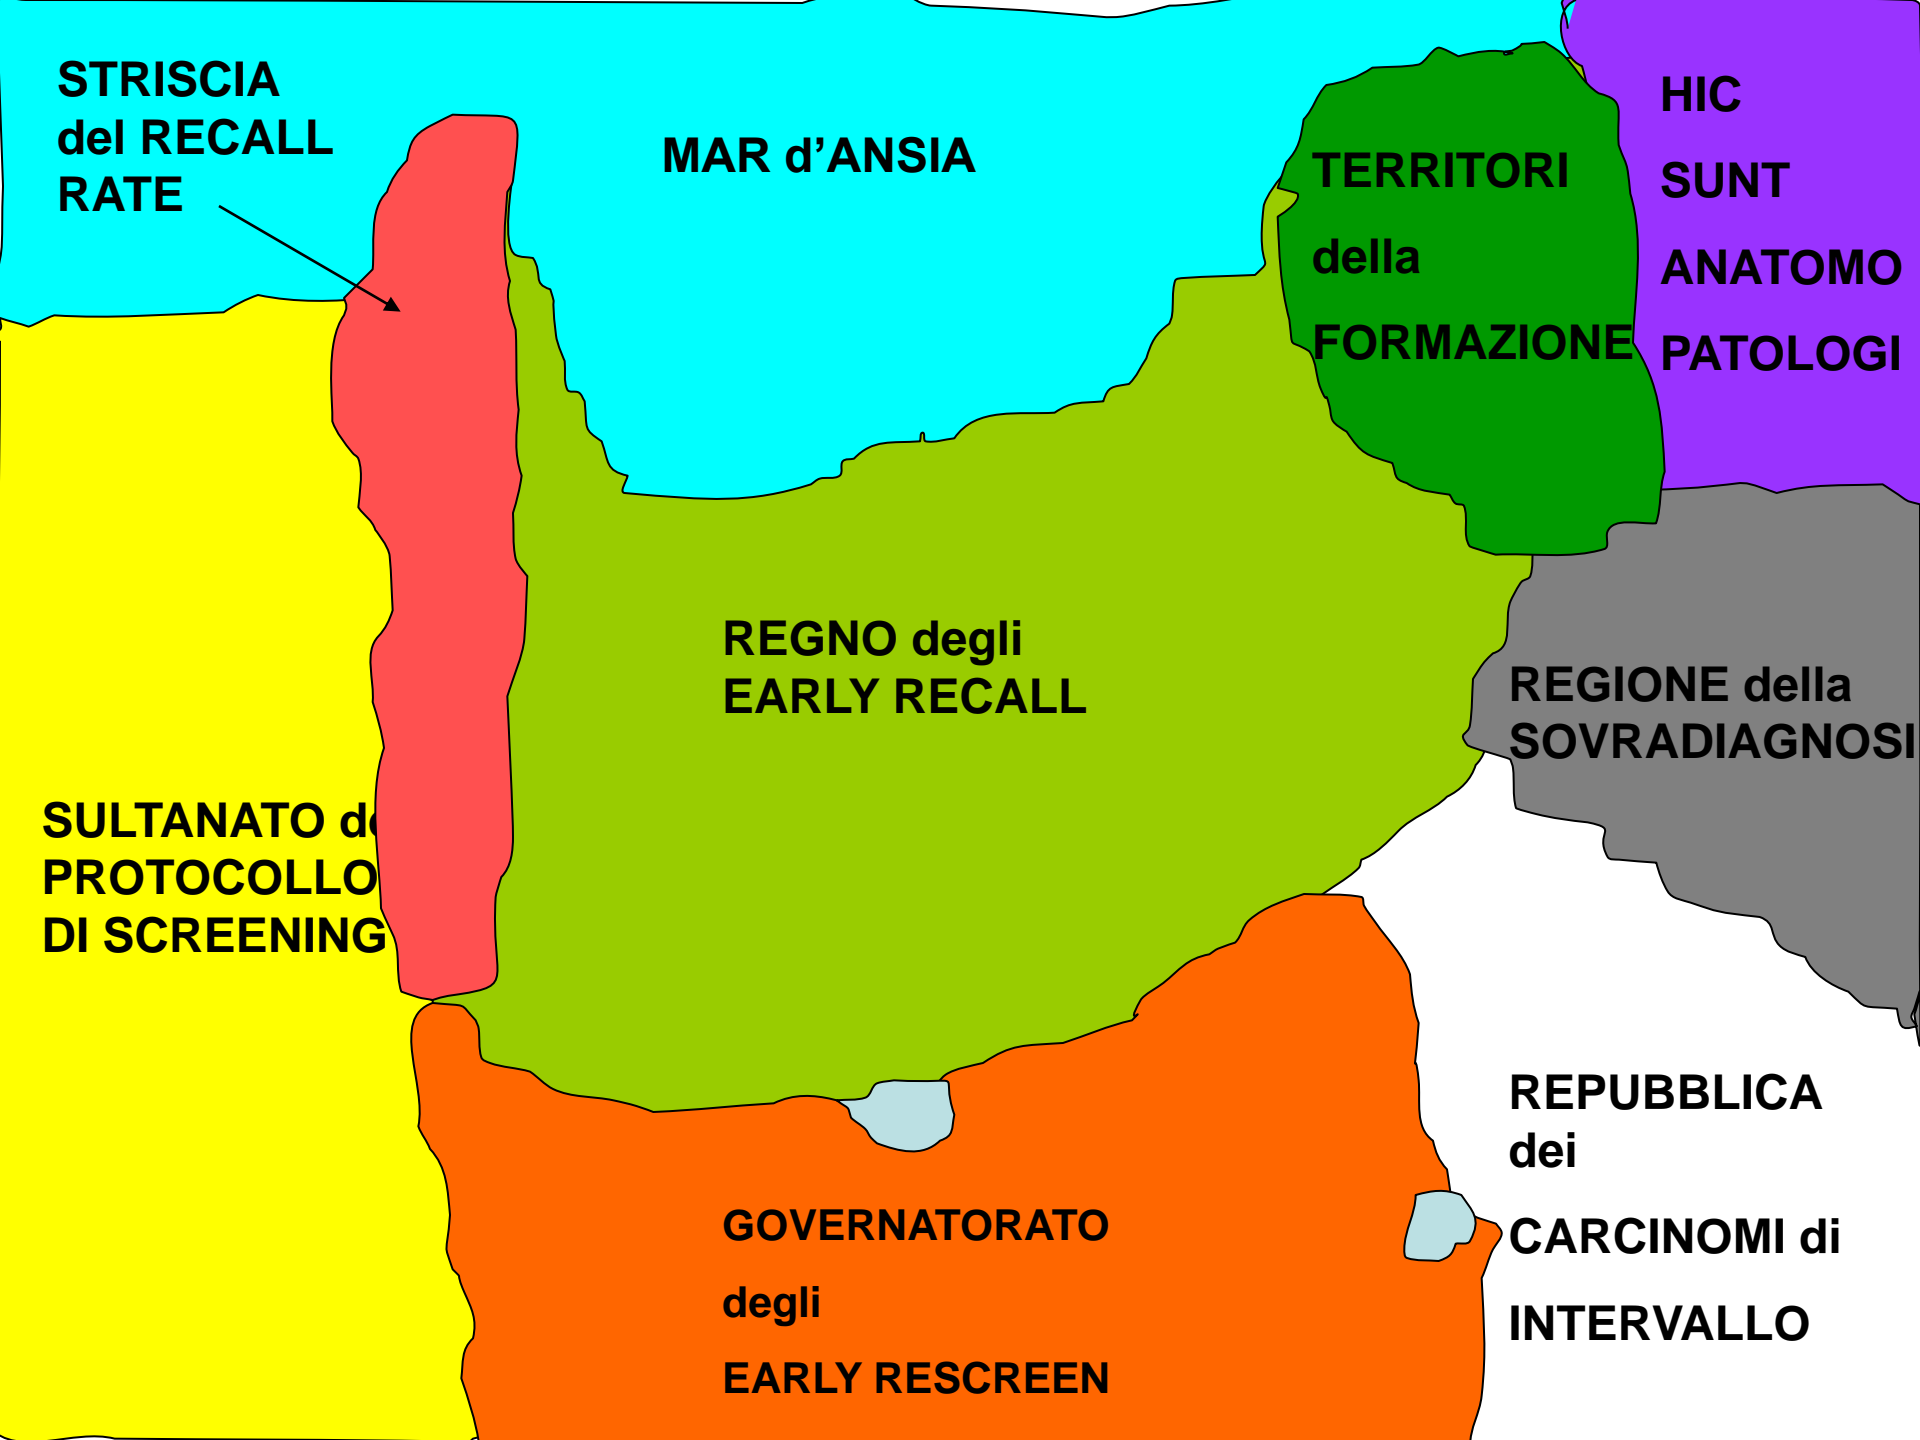 STRISCIA
del RECALL
RATE
MAR d’ANSIA
TERRITORI
della
FORMAZIONE
HIC
SUNT
ANATOMO
PATOLOGI
REGNO degli
EARLY RECALL
REGIONE della
SOVRADIAGNOSI
SULTANATO
PROTOCOLLO
DI SCREENING
GOVERNATORATO
degli
EARLY RESCREEN
REPUBBLICA
dei
CARCINOMI di
INTERVALLO